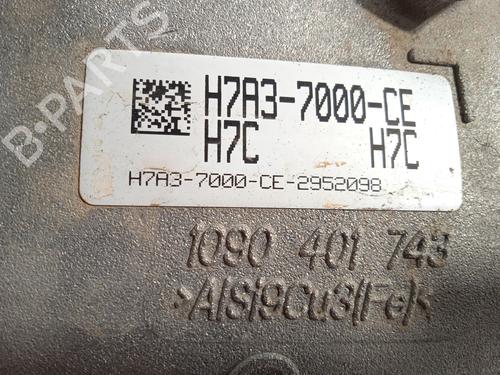 B-PARTS
H7A3-7000-CE
H7C H7C
H7A3-7000-CE-2952098
1090 401 743
>AlSi9Cu3(Fe)<